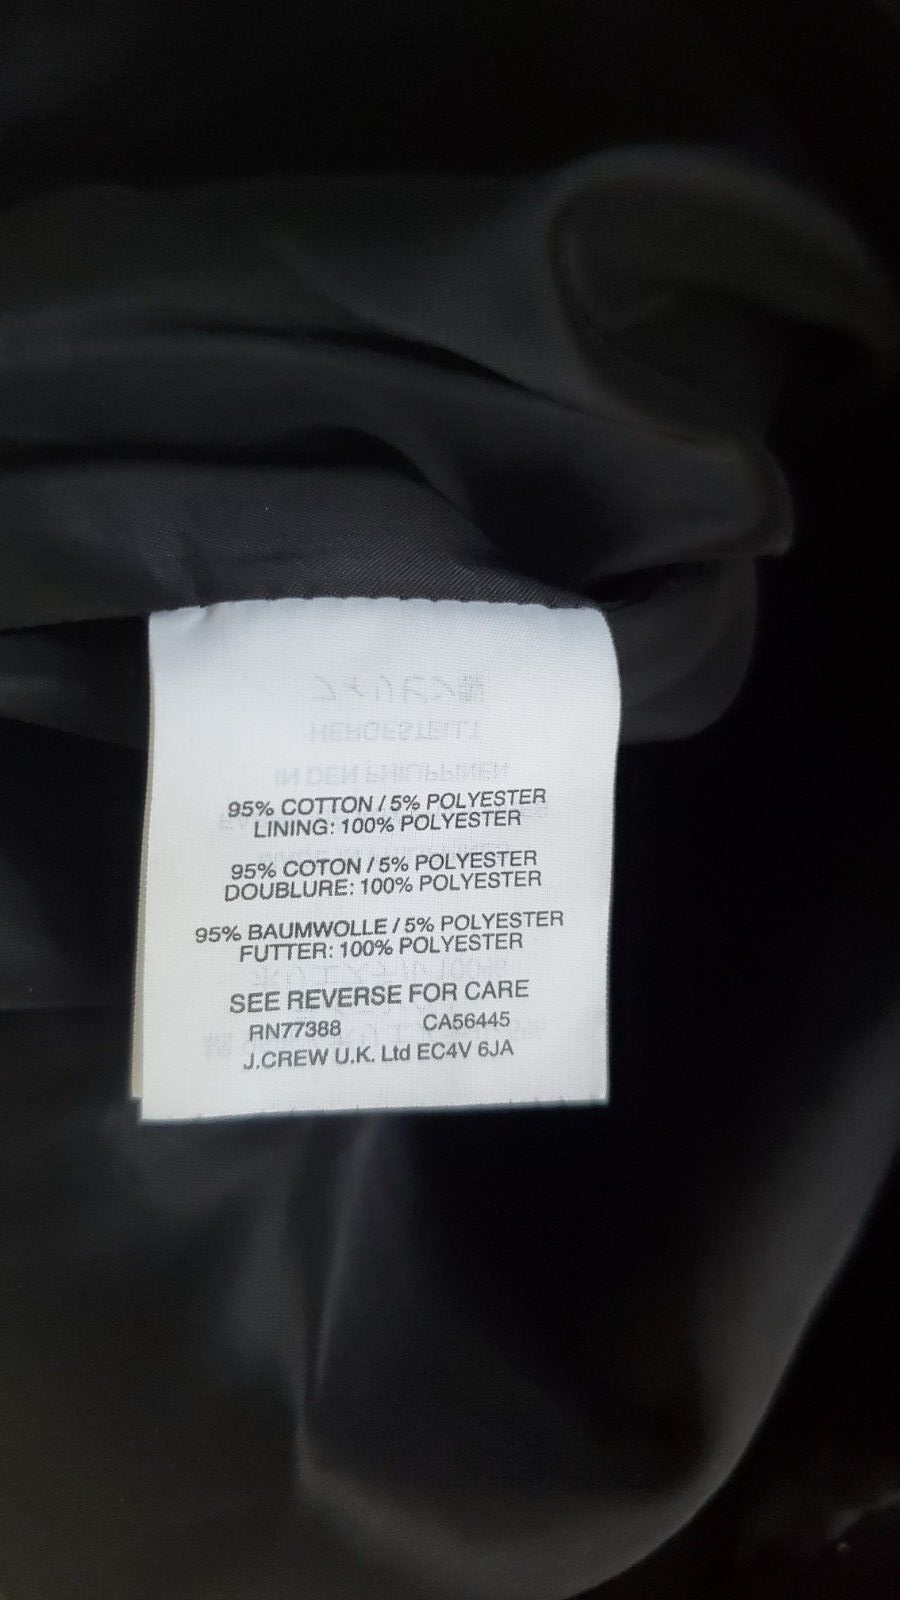 95% COTTON / 5% POLYESTER
LINING: 100% POLYESTER
95% COTON / 5% POLYESTER
DOUBLURE: 100% POLYESTER
95% BAUMWOLLE / 5% POLYESTER
FUTTER: 100% POLYESTER
SEE REVERSE FOR CARE
RN77388 CA56445
J.CREW U.K. Ltd EC4V 6JA